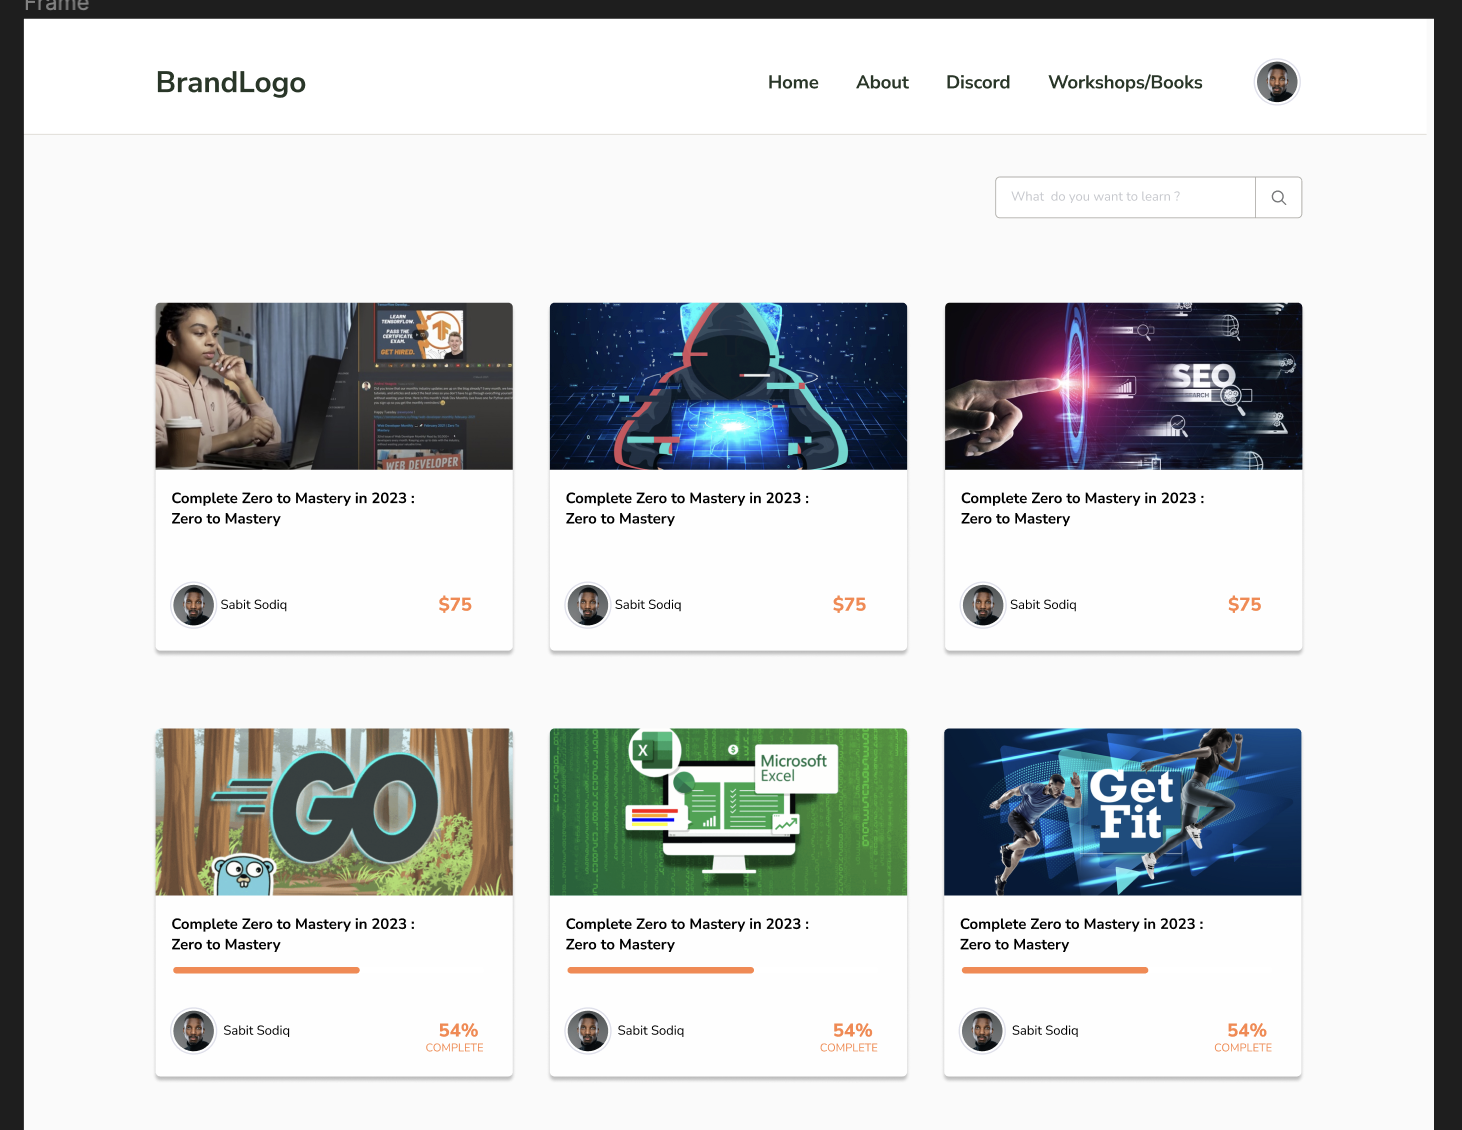 Frame
BrandLogo
Home About Discord Workshops/Books
What do you want to learn ?
LEARN
TENSORFLOW.
PASS THE
CERTIFICATE
EXAM.
GET HIRED.
WEB DEVELOPER
SEO
Complete Zero to Mastery in 2023 :
Zero to Mastery
Sabit Sodiq
$75
Complete Zero to Mastery in 2023 :
Zero to Mastery
Sabit Sodiq
$75
Complete Zero to Mastery in 2023 :
Zero to Mastery
Sabit Sodiq
$75
GO
X
$
Microsoft
Excel
Get
Fit
Complete Zero to Mastery in 2023 :
Zero to Mastery
Sabit Sodiq
54%
COMPLETE
Complete Zero to Mastery in 2023 :
Zero to Mastery
Sabit Sodiq
54%
COMPLETE
Complete Zero to Mastery in 2023 :
Zero to Mastery
Sabit Sodiq
54%
COMPLETE